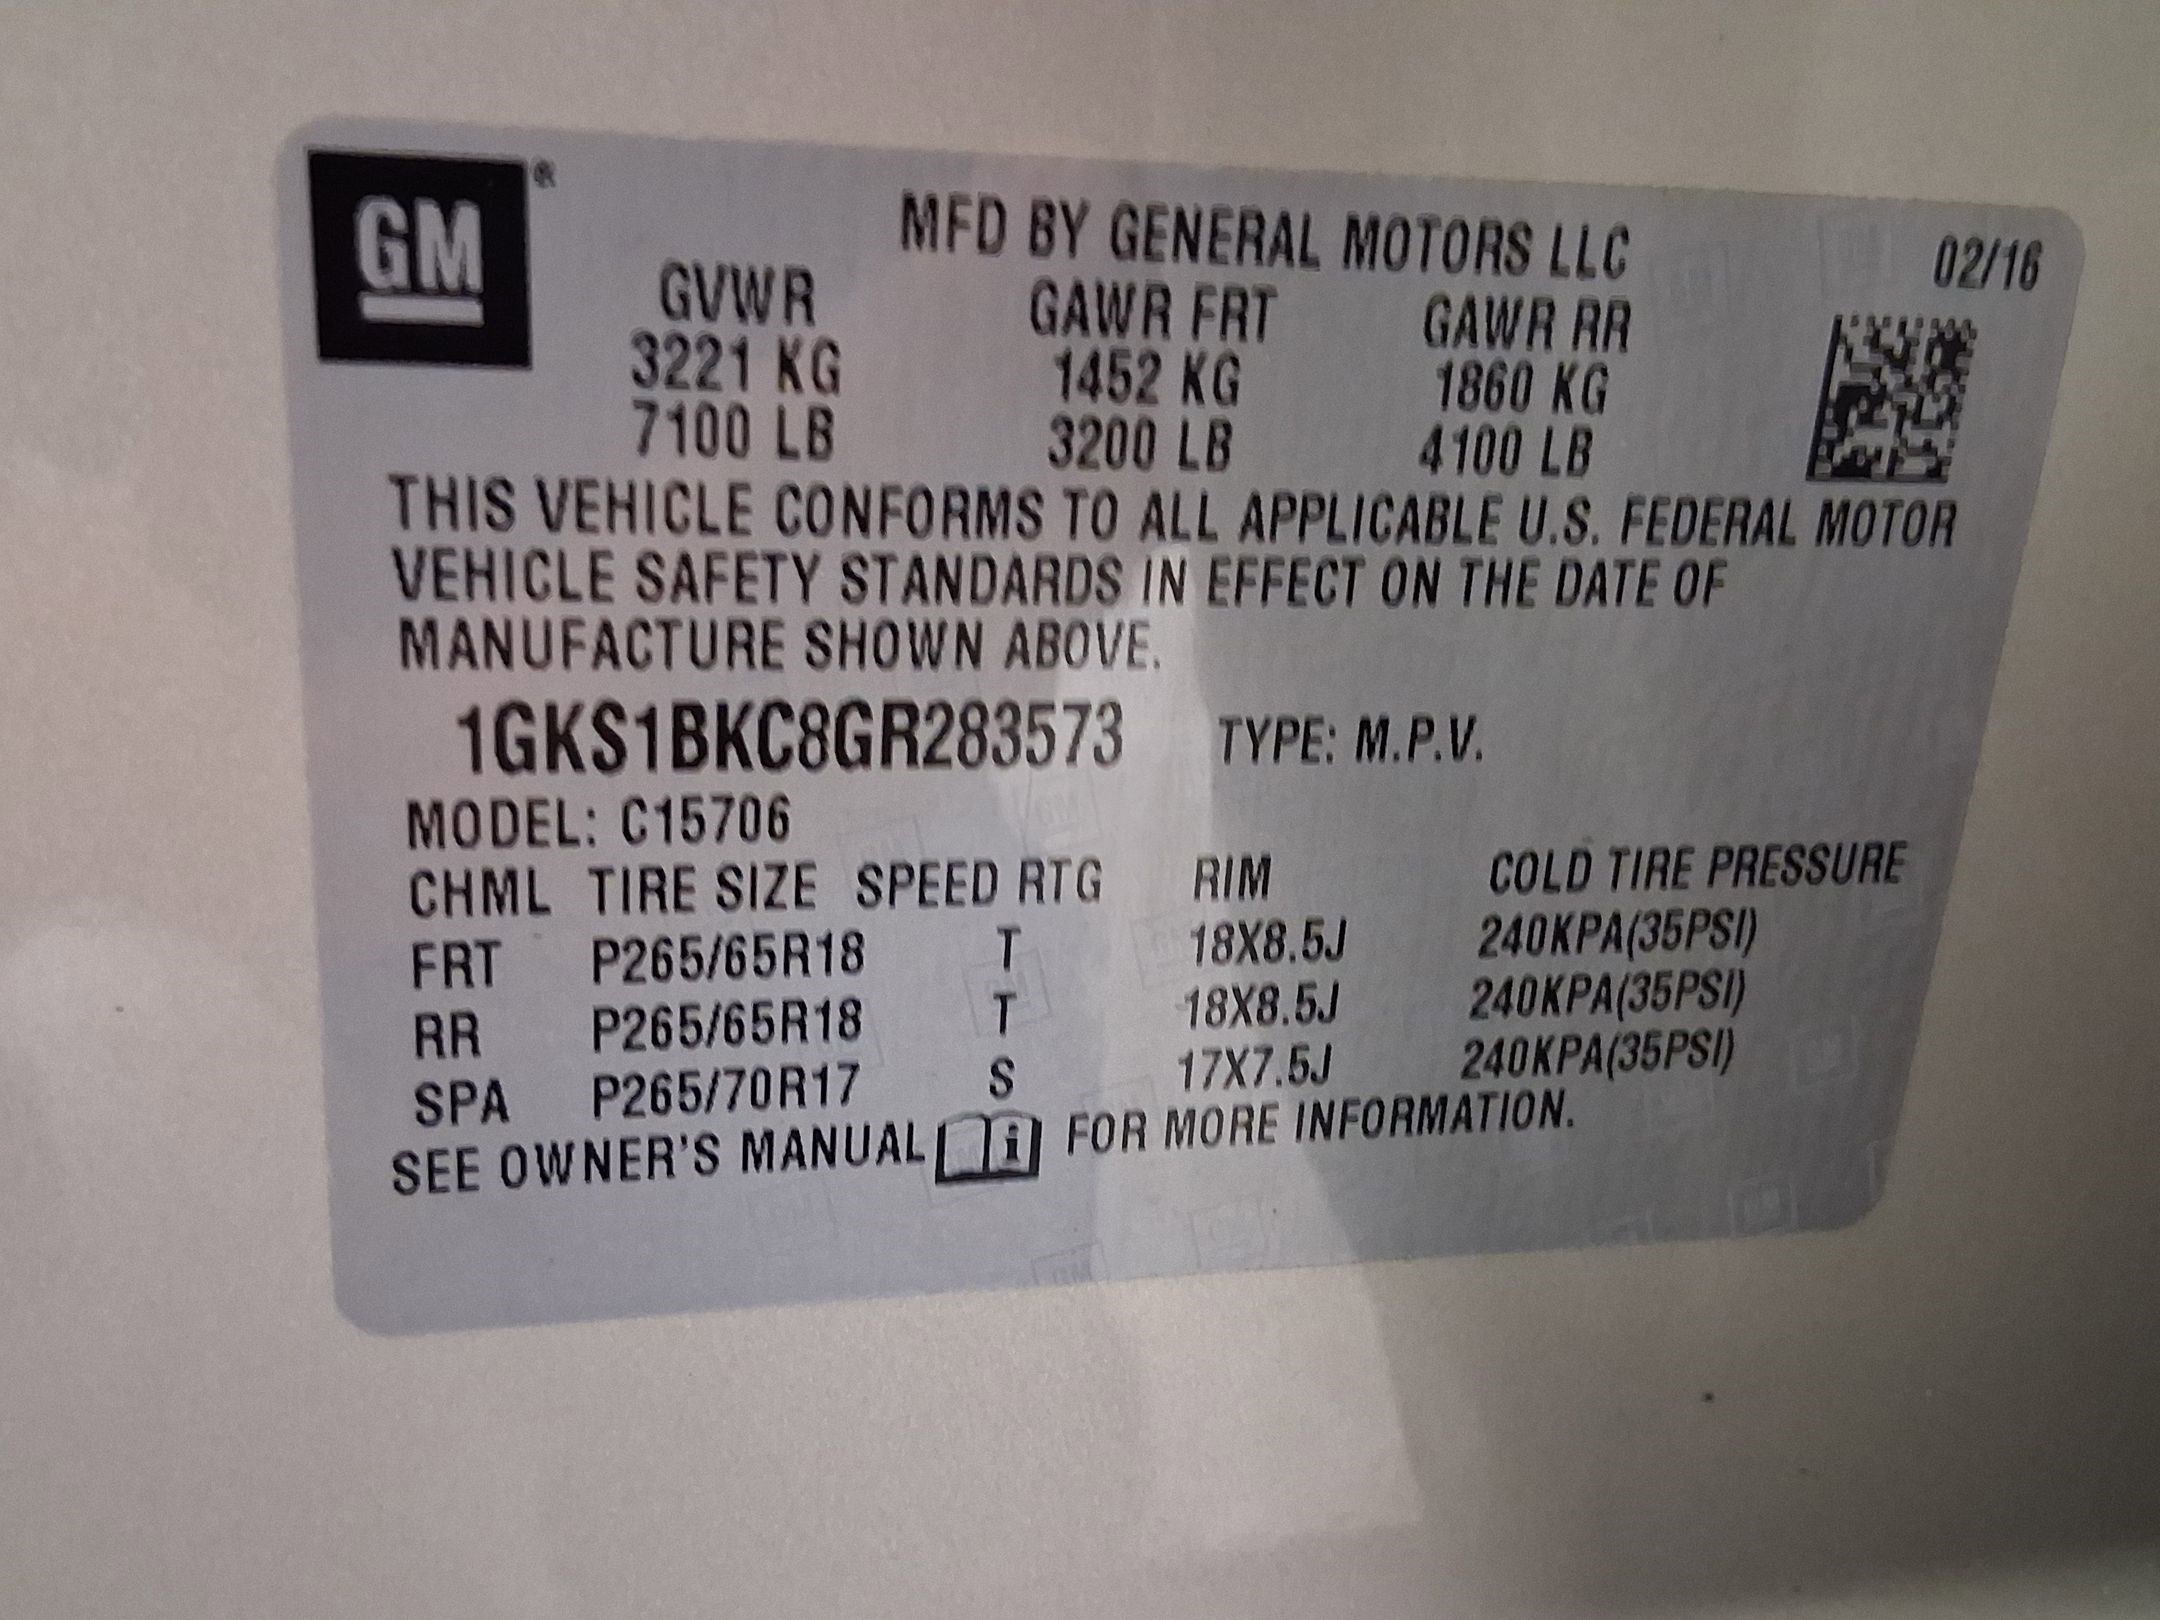 GM®
MFD BY GENERAL MOTORS LLC 02/16
GVWR GAWR FRT GAWR RR
3221 KG 1452 KG 1860 KG
7100 LB 3200 LB 4100 LB
THIS VEHICLE CONFORMS TO ALL APPLICABLE U.S. FEDERAL MOTOR
VEHICLE SAFETY STANDARDS IN EFFECT ON THE DATE OF
MANUFACTURE SHOWN ABOVE.
1GKS1BKC8GR283573 TYPE: M.P.V.
MODEL: C15706
CHML TIRE SIZE SPEED RTG RIM COLD TIRE PRESSURE
FRT P265/65R18 T 18X8.5J 240KPA(35PSI)
RR P265/65R18 T 18X8.5J 240KPA(35PSI)
SPA P265/70R17 S 17X7.5J 240KPA(35PSI)
SEE OWNER'S MANUAL i FOR MORE INFORMATION.